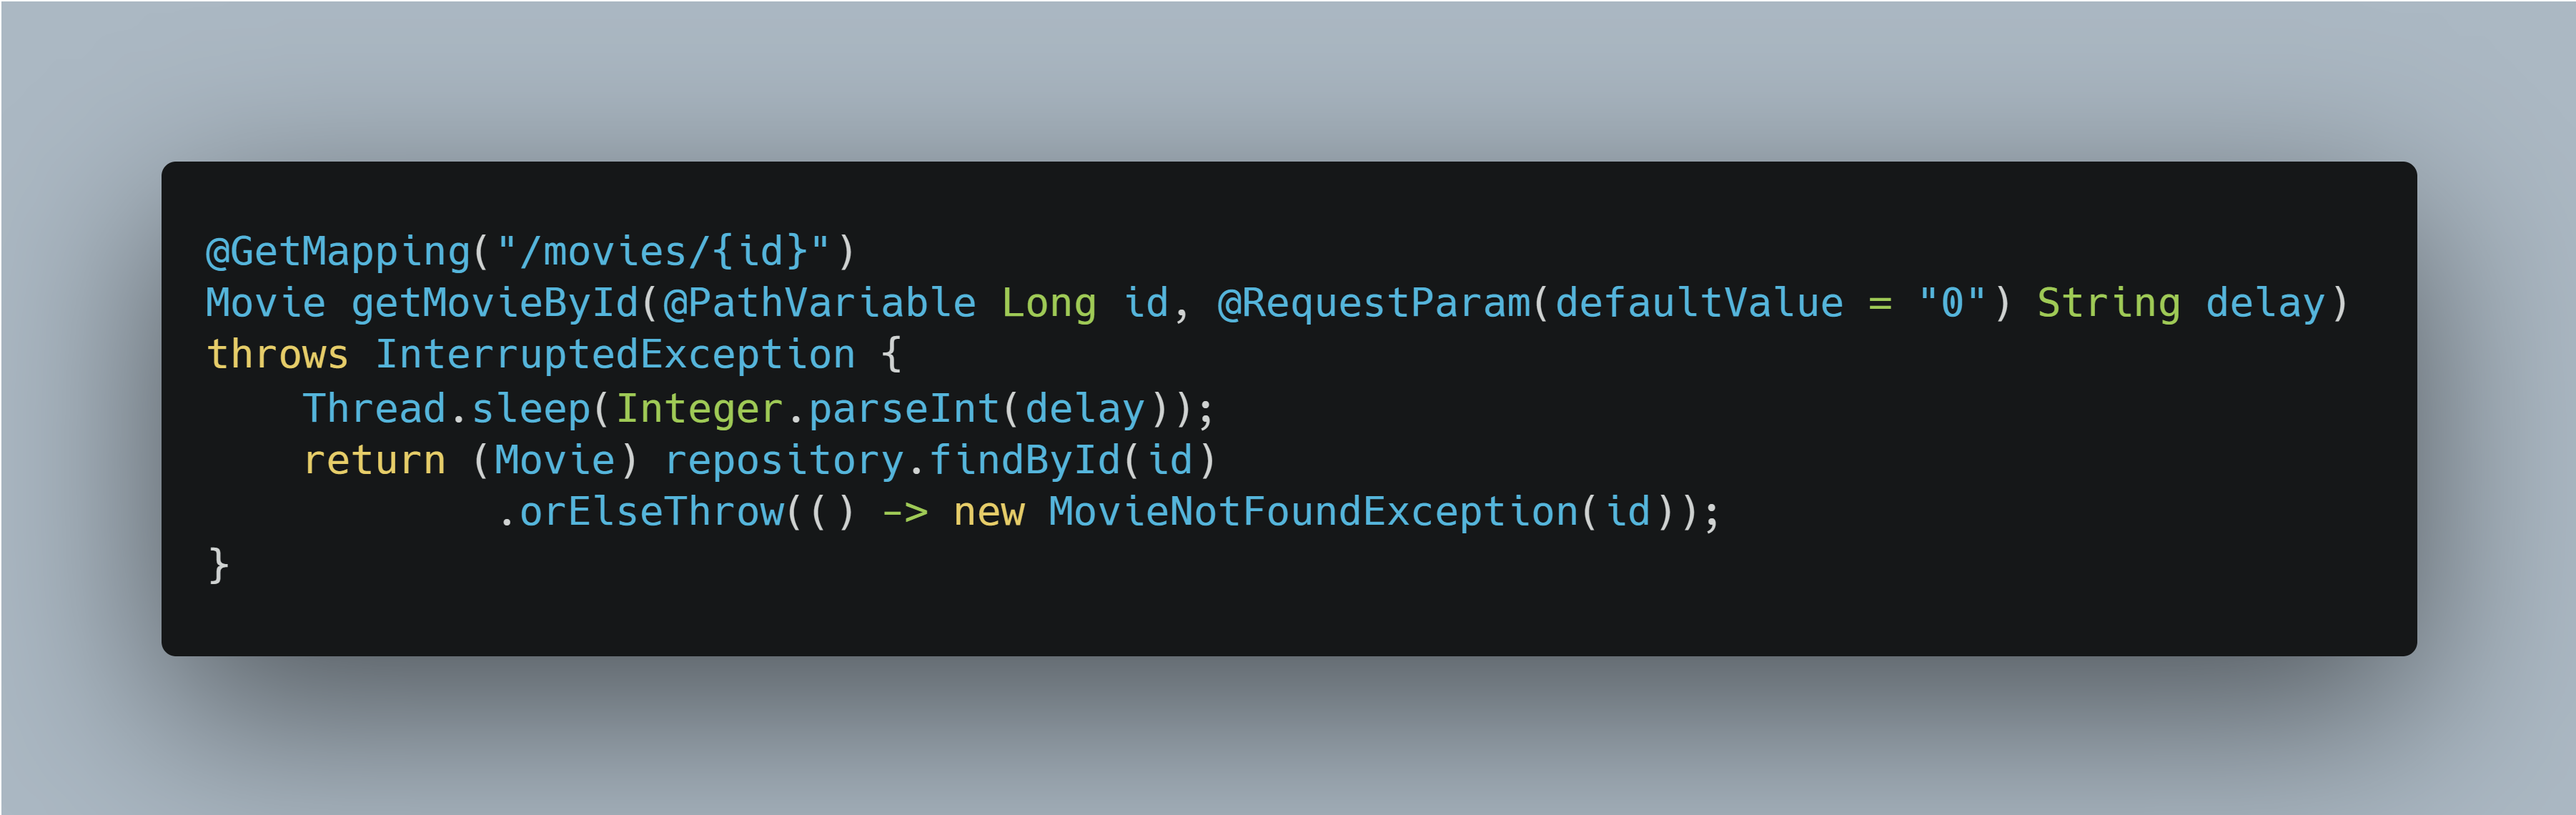 @GetMapping("/movies/{id}")
Movie getMovieById(@PathVariable Long id, @RequestParam(defaultValue = "0") String delay)
throws InterruptedException {
    Thread.sleep(Integer.parseInt(delay));
    return (Movie) repository.findById(id)
            .orElseThrow(() -> new MovieNotFoundException(id));
}